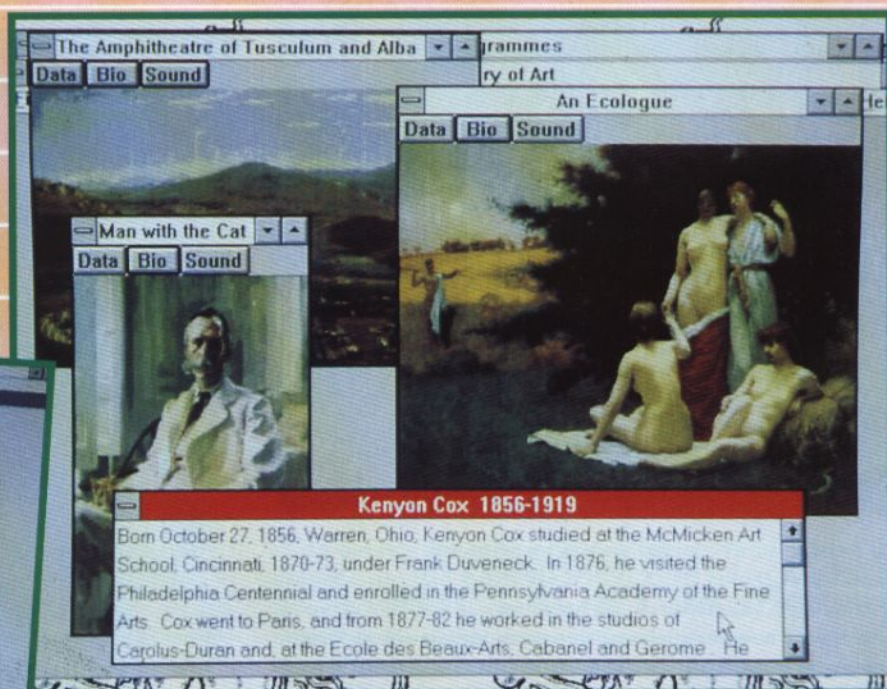 The Amphitheatre of Tusculum and Alba
Data Bio Sound
grammes
ry of Art
He
An Ecologue
Data Bio Sound
Man with the Cat
Data Bio Sound
Kenyon Cox 1856-1919
Born October 27, 1856, Warren, Ohio, Kenyon Cox studied at the McMicken Art
School, Cincinnati, 1870-73, under Frank Duveneck. In 1876, he visited the
Philadelphia Centennial and enrolled in the Pennsylvania Academy of the Fine
Arts. Cox went to Paris, and from 1877-82 he worked in the studios of
Carolus-Duran and, at the Ecole des Beaux-Arts, Cabanel and Gerome. He